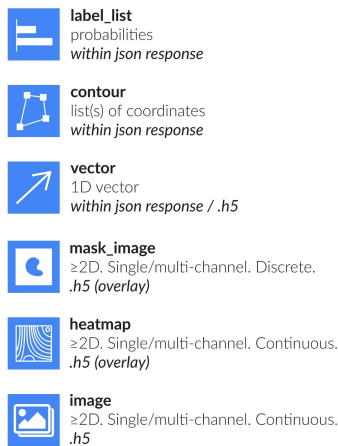 label_list
probabilities
within json response
contour
list(s) of coordinates
within json response
vector
1D vector
within json response / .h5
mask_image
≥2D. Single/multi-channel. Discrete.
.h5 (overlay)
heatmap
≥2D. Single/multi-channel. Continuous.
.h5 (overlay)
image
≥2D. Single/multi-channel. Continuous.
.h5